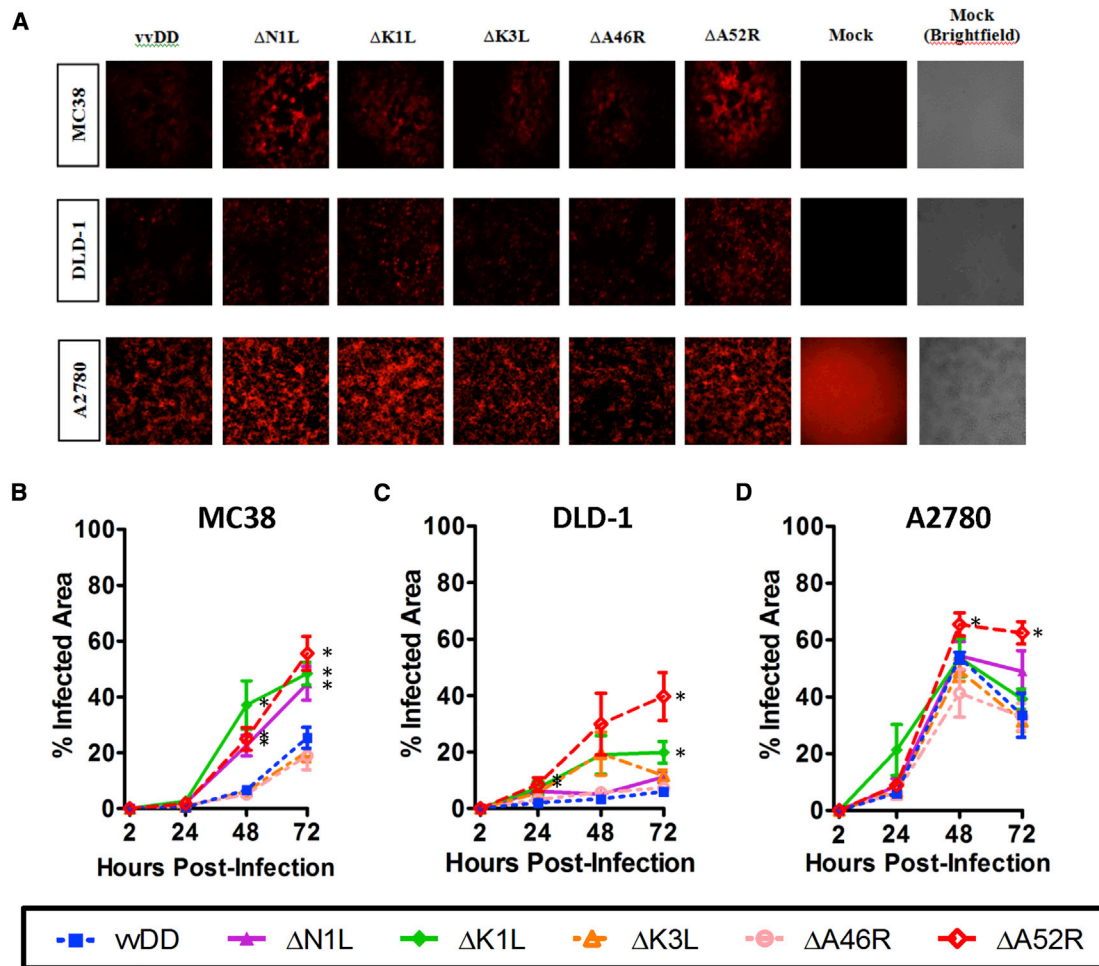 A
vvDD ΔN1L ΔK1L ΔK3L ΔA46R ΔA52R Mock Mock (Brightfield)
MC38
DLD-1
A2780
B
MC38
% Infected Area
100
80
60
40
20
0
* * * * * *
2 24 48 72
Hours Post-Infection
C
DLD-1
% Infected Area
100
80
60
40
20
0
* * * *
2 24 48 72
Hours Post-Infection
D
A2780
% Infected Area
100
80
60
40
20
0
* *
2 24 48 72
Hours Post-Infection
vvDD ΔN1L ΔK1L ΔK3L ΔA46R ΔA52R